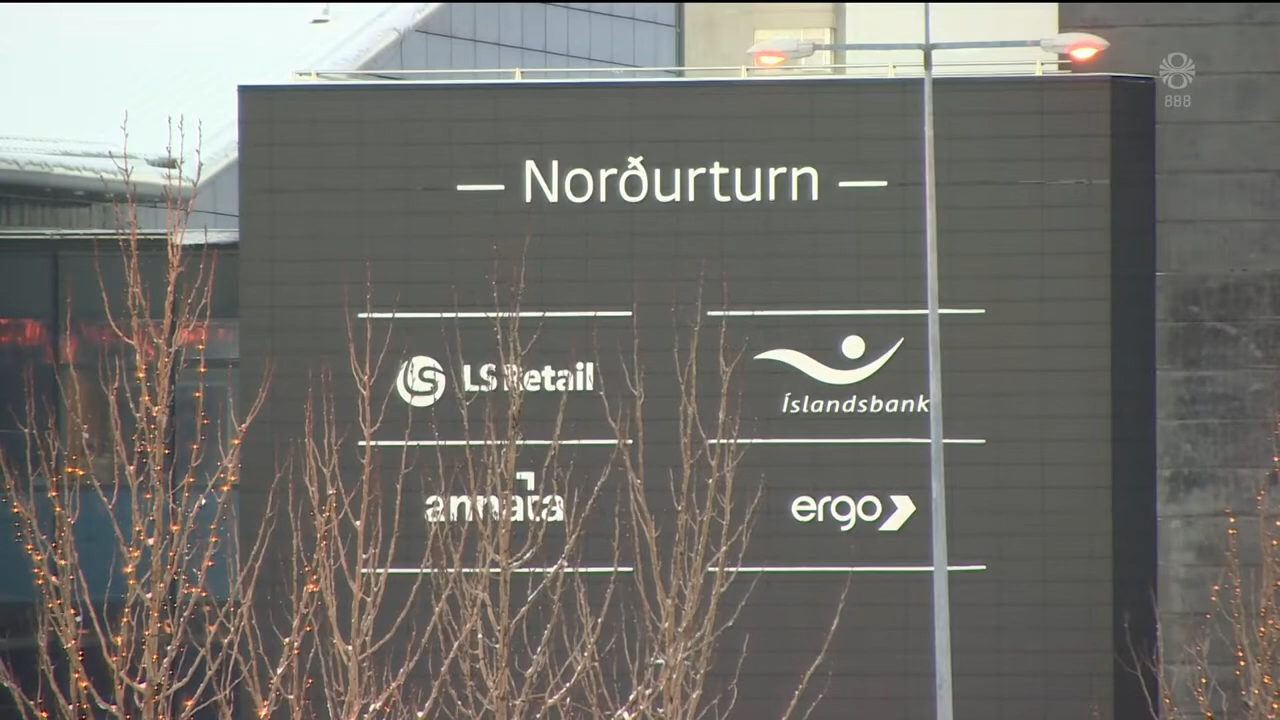 888
— Norðurturn —
LS Retail
Íslandsbanki
annata
ergo